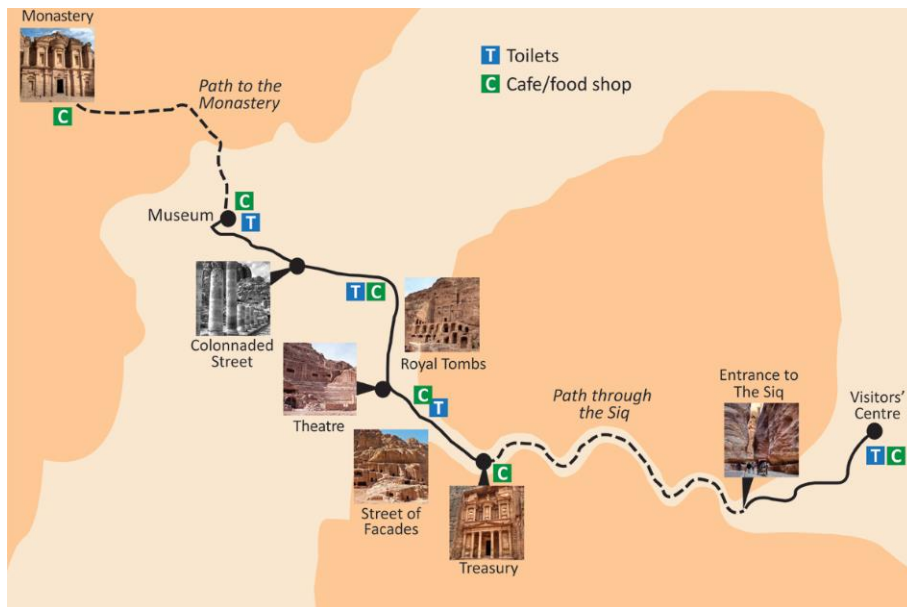 Monastery
C
Path to the
Monastery
T Toilets
C Cafe/food shop
C
Museum
T
Colonnaded
Street
T C
Royal Tombs
Theatre
C
T
Path through
the Siq
Entrance to
The Siq
Visitors'
Centre
T C
Street of
Facades
C
Treasury